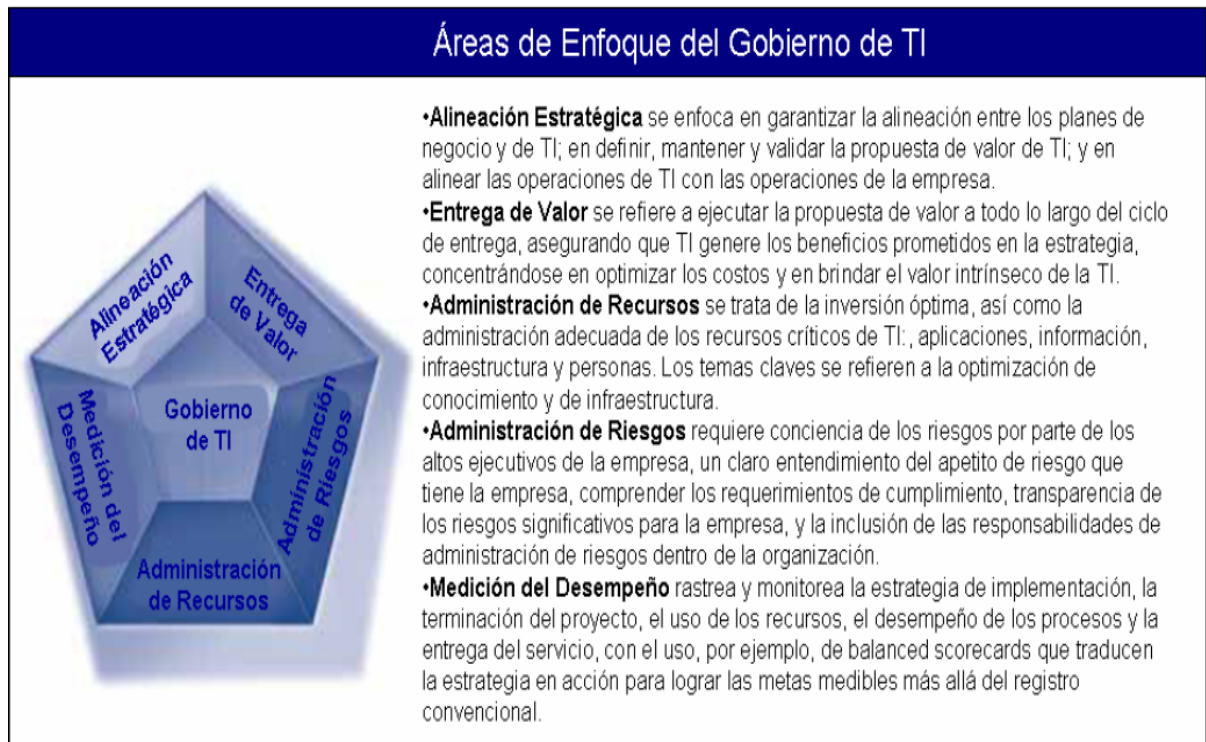 Áreas de Enfoque del Gobierno de TI
Alineación
Estratégica
Entrega
de Valor
Medición del
Desempeño
Gobierno
de TI
Administración
de Riesgos
Administración
de Recursos
•Alineación Estratégica se enfoca en garantizar la alineación entre los planes de
negocio y de TI; en definir, mantener y validar la propuesta de valor de TI; y en
alinear las operaciones de TI con las operaciones de la empresa.
•Entrega de Valor se refiere a ejecutar la propuesta de valor a todo lo largo del ciclo
de entrega, asegurando que TI genere los beneficios prometidos en la estrategia,
concentrándose en optimizar los costos y en brindar el valor intrínseco de la TI.
•Administración de Recursos se trata de la inversión óptima, así como la
administración adecuada de los recursos críticos de TI:, aplicaciones, información,
infraestructura y personas. Los temas claves se refieren a la optimización de
conocimiento y de infraestructura.
•Administración de Riesgos requiere conciencia de los riesgos por parte de los
altos ejecutivos de la empresa, un claro entendimiento del apetito de riesgo que
tiene la empresa, comprender los requerimientos de cumplimiento, transparencia de
los riesgos significativos para la empresa, y la inclusión de las responsabilidades de
administración de riesgos dentro de la organización.
•Medición del Desempeño rastrea y monitorea la estrategia de implementación, la
terminación del proyecto, el uso de los recursos, el desempeño de los procesos y la
entrega del servicio, con el uso, por ejemplo, de balanced scorecards que traducen
la estrategia en acción para lograr las metas medibles más allá del registro
convencional.